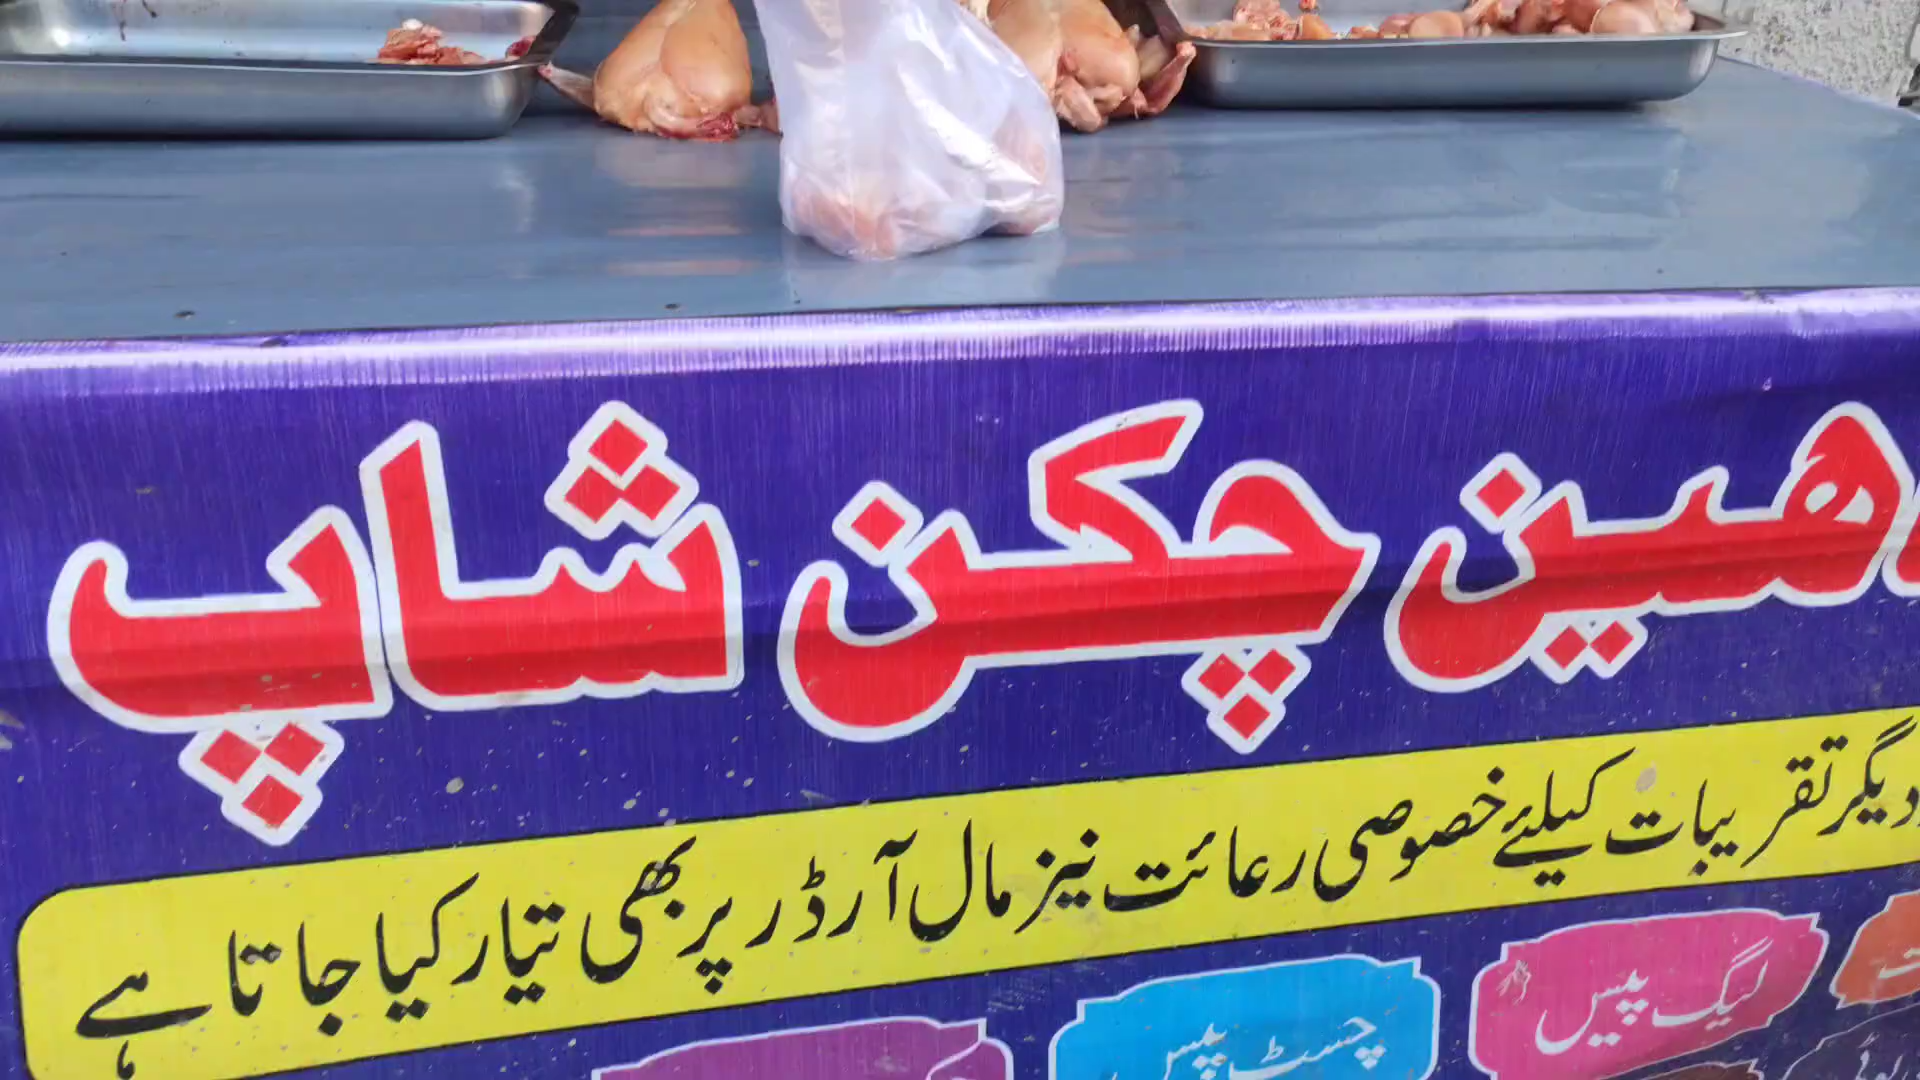 چکن شاپ
دیگر تقریبات کیلئے خصوصی رعائت نیز مال آرڈر پر بھی تیار کیا جاتا ہے
لیگ پیس
چسٹ پیس